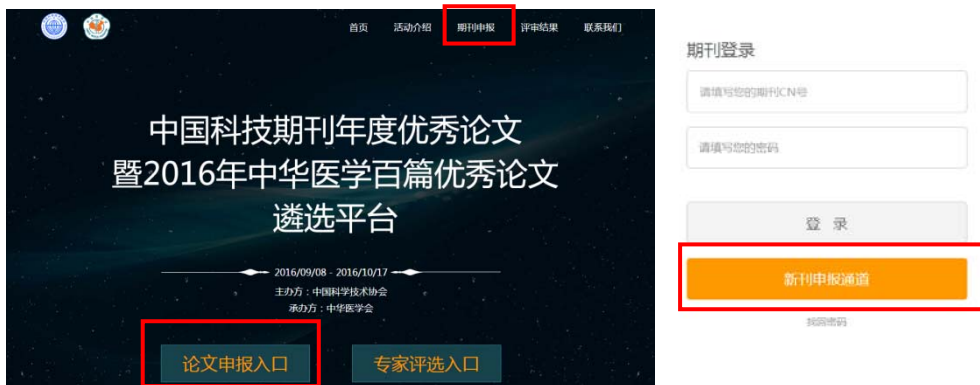 首页 活动介绍 期刊申报 评审结果 联系我们
中国科技期刊年度优秀论文
暨2016年中华医学百篇优秀论文
遴选平台
2016/09/08 - 2016/10/17
主办方：中国科学技术协会
承办方：中华医学会
论文申报入口 专家评选入口
期刊登录
请填写您的期刊CN号
请填写您的密码
登 录
新刊申报通道
找回密码